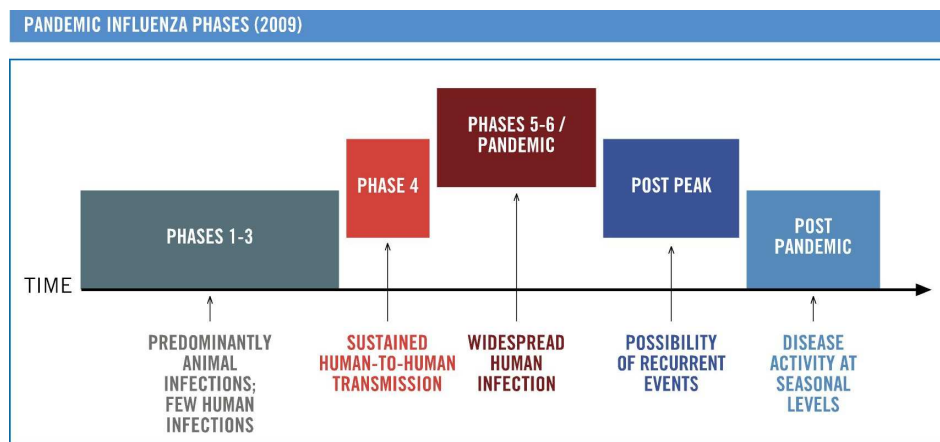 PANDEMIC INFLUENZA PHASES (2009)
PHASES 1-3
PHASE 4
PHASES 5-6 /
PANDEMIC
POST PEAK
POST
PANDEMIC
TIME
PREDOMINANTLY
ANIMAL
INFECTIONS;
FEW HUMAN
INFECTIONS
SUSTAINED
HUMAN-TO-HUMAN
TRANSMISSION
WIDESPREAD
HUMAN
INFECTION
POSSIBILITY
OF RECURRENT
EVENTS
DISEASE
ACTIVITY AT
SEASONAL
LEVELS